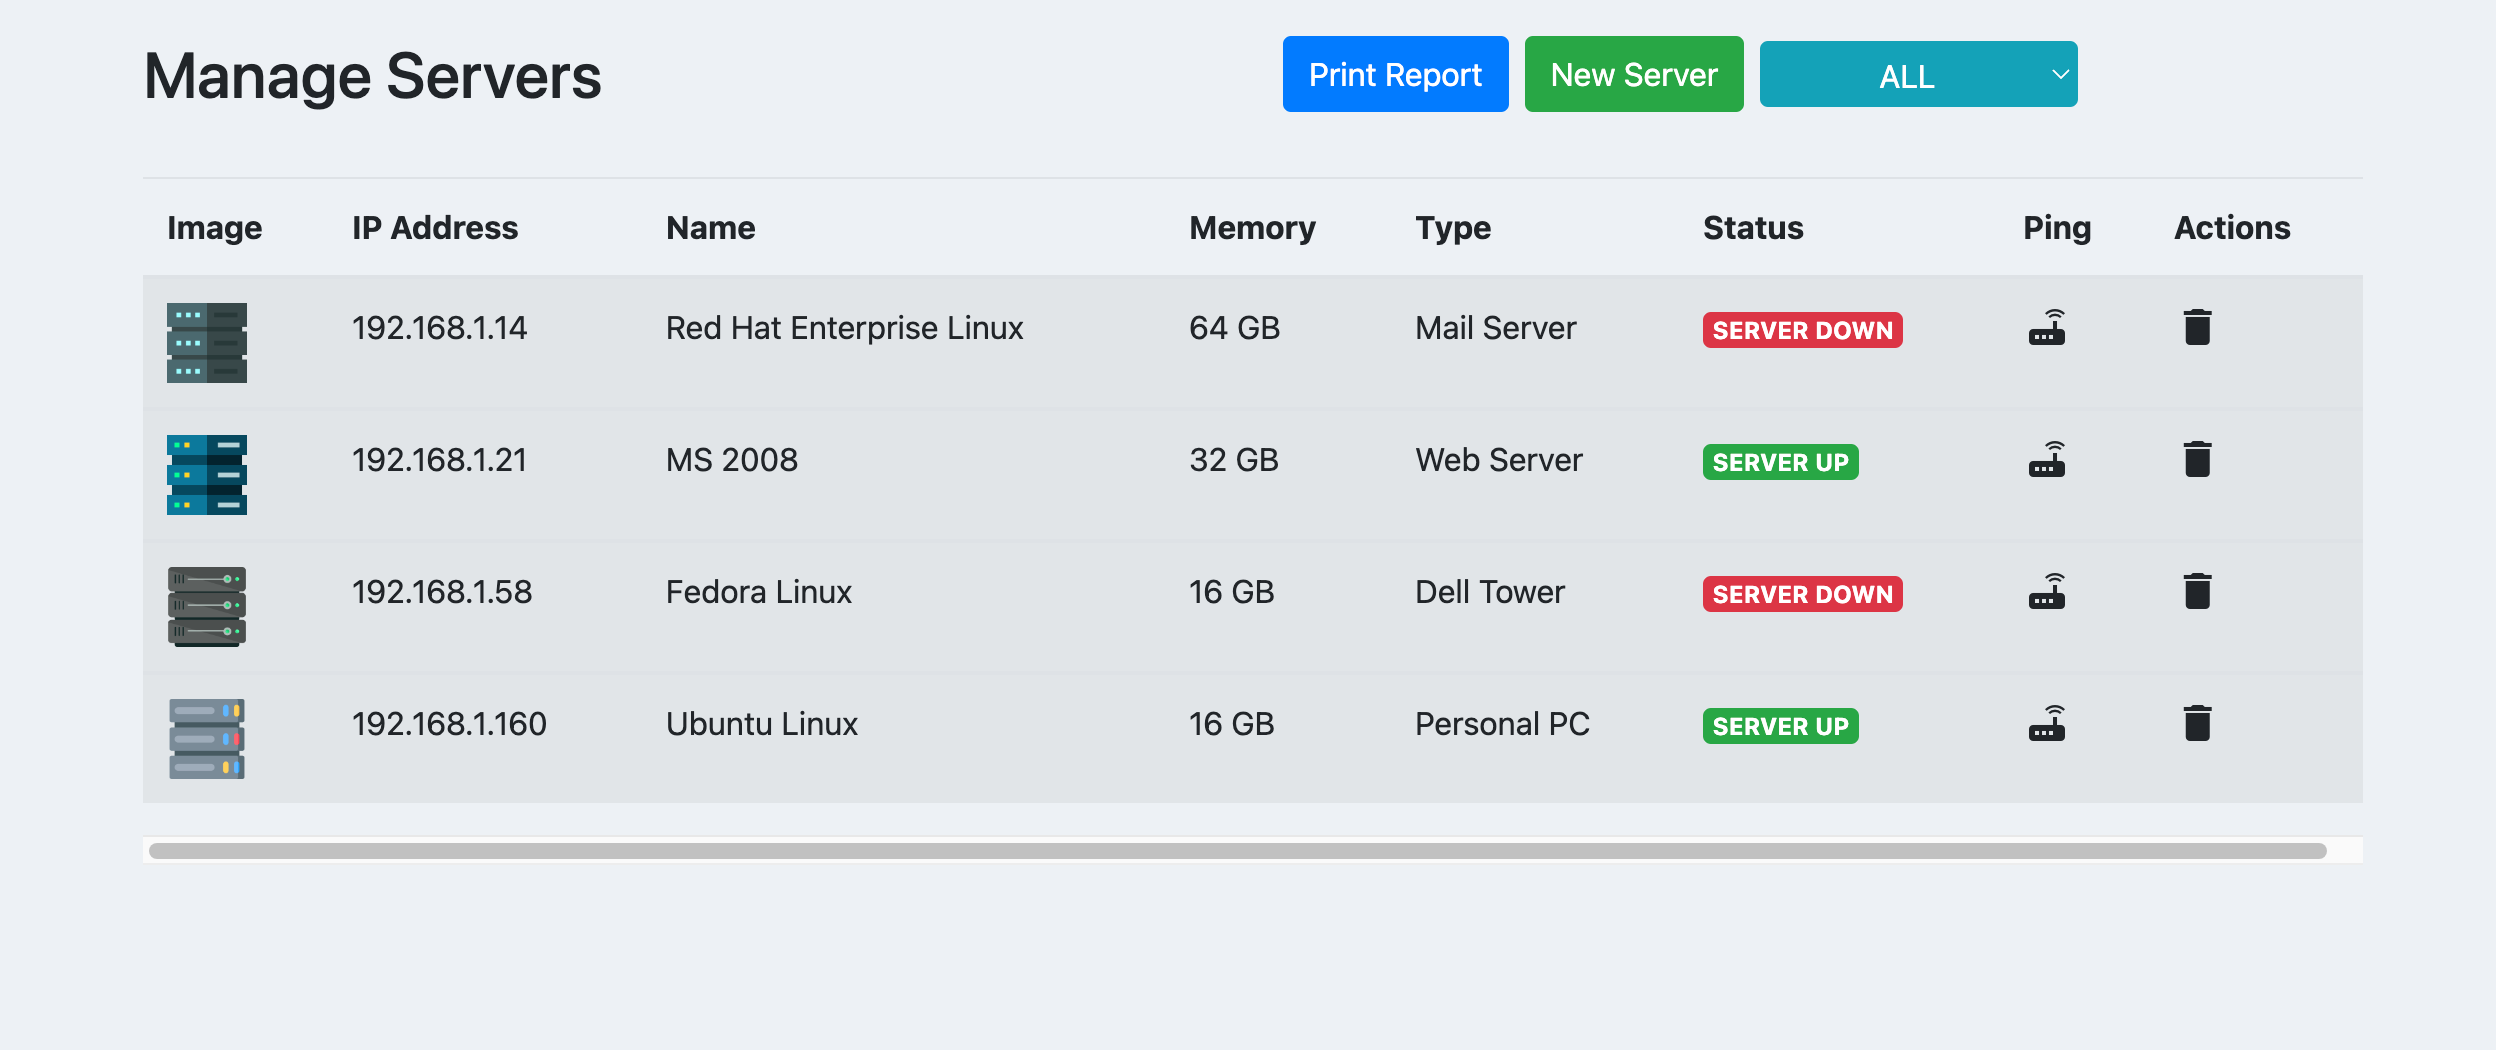 Manage Servers Print Report New Server ALL
Image IP Address Name Memory Type Status Ping Actions
192.168.1.14 Red Hat Enterprise Linux 64 GB Mail Server SERVER DOWN
192.168.1.21 MS 2008 32 GB Web Server SERVER UP
192.168.1.58 Fedora Linux 16 GB Dell Tower SERVER DOWN
192.168.1.160 Ubuntu Linux 16 GB Personal PC SERVER UP